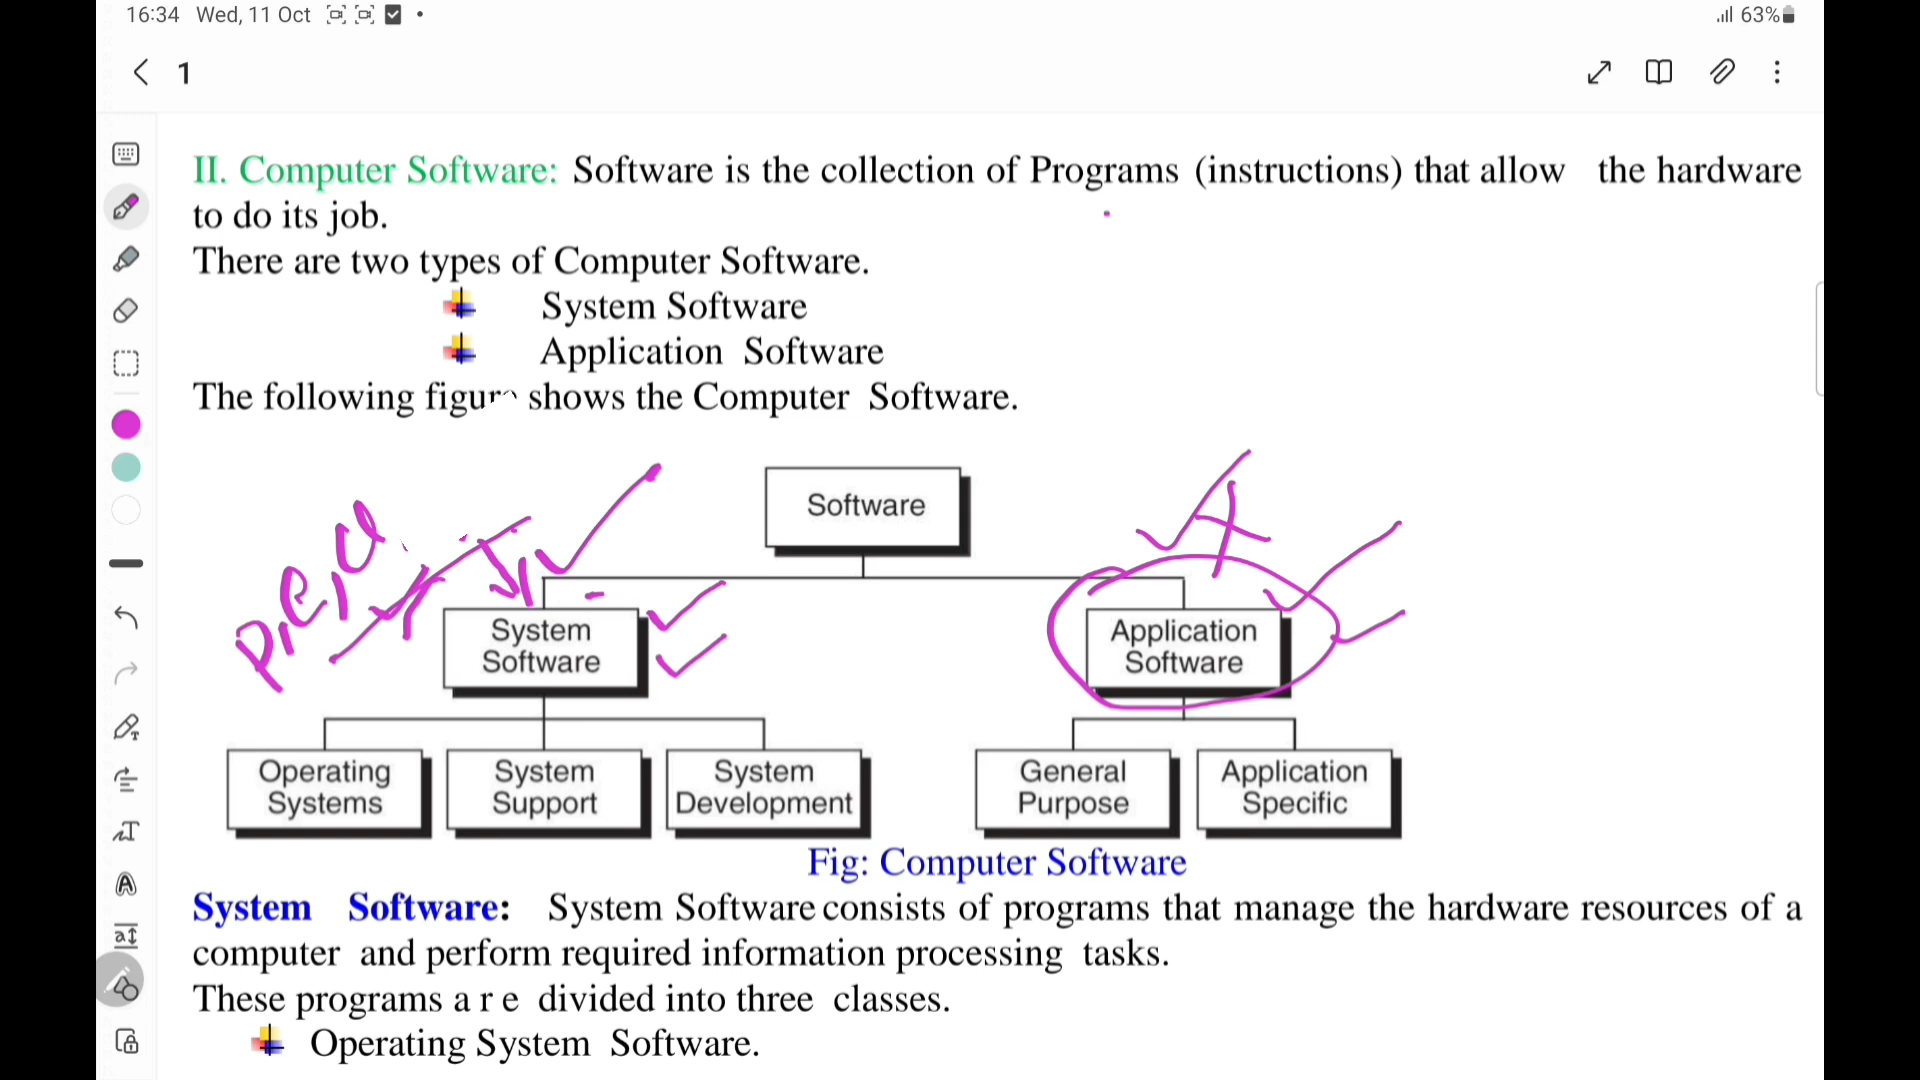 16:34 Wed, 11 Oct
63%
1
II. Computer Software: Software is the collection of Programs (instructions) that allow the hardware
to do its job.
There are two types of Computer Software.
System Software
Application Software
The following figure shows the Computer Software.
Software
System
Software
Application
Software
Operating
Systems
System
Support
System
Development
General
Purpose
Application
Specific
Fig: Computer Software
System Software: System Software consists of programs that manage the hardware resources of a
computer and perform required information processing tasks.
These programs a r e divided into three classes.
Operating System Software.